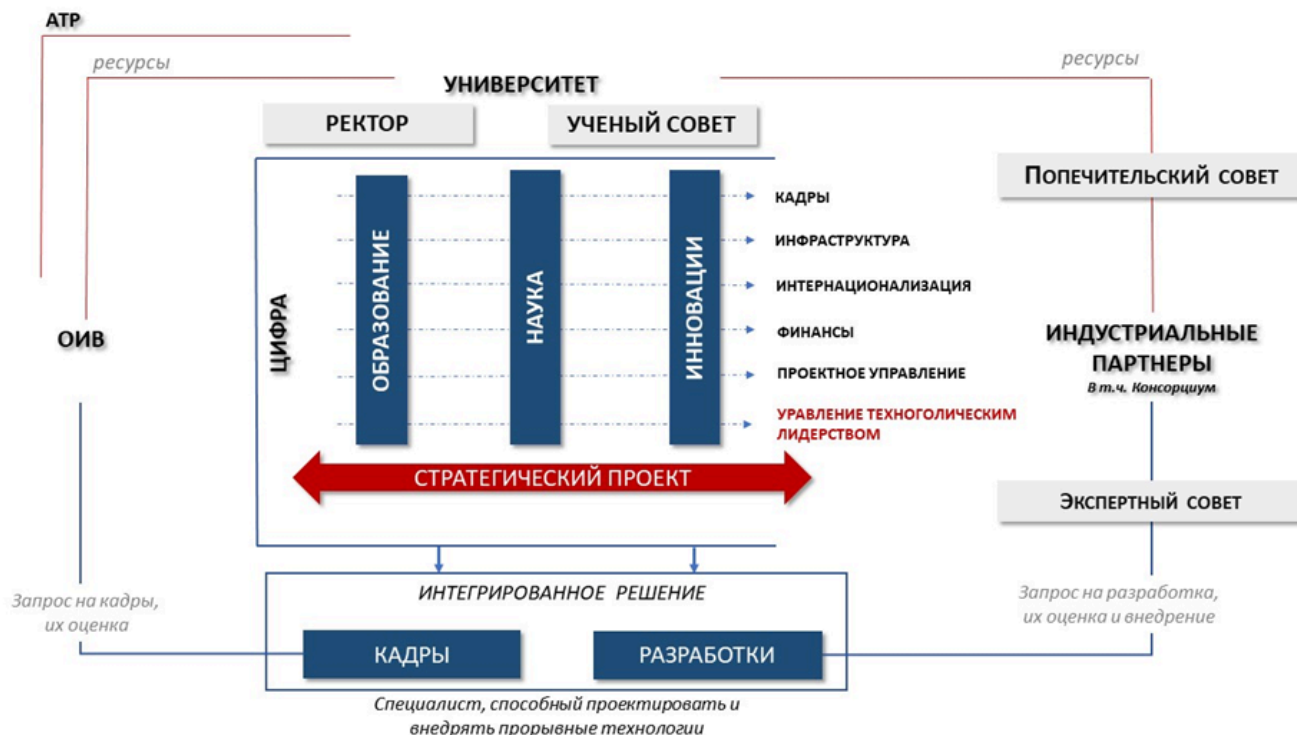 АТР
ресурсы
ресурсы
УНИВЕРСИТЕТ
РЕКТОР
УЧЕНЫЙ СОВЕТ
ПОПЕЧИТЕЛЬСКИЙ СОВЕТ
ЦИФРА
ОБРАЗОВАНИЕ
НАУКА
ИННОВАЦИИ
КАДРЫ
ИНФРАСТРУКТУРА
ИНТЕРНАЦИОНАЛИЗАЦИЯ
ФИНАНСЫ
ПРОЕКТНОЕ УПРАВЛЕНИЕ
УРАВЛЕНИЕ ТЕХНОГОЛИЧЕСКИМ
ЛИДЕРСТВОМ
ОИВ
ИНДУСТРИАЛЬНЫЕ
ПАРТНЕРЫ
В т.ч. Консорциум
СТРАТЕГИЧЕСКИЙ ПРОЕКТ
ЭКСПЕРТНЫЙ СОВЕТ
ИНТЕГРИРОВАННОЕ РЕШЕНИЕ
Запрос на кадры,
их оценка
Запрос на разработка,
их оценка и внедрение
КАДРЫ
РАЗРАБОТКИ
Специалист, способный проектировать и
внедрять прорывные технологии